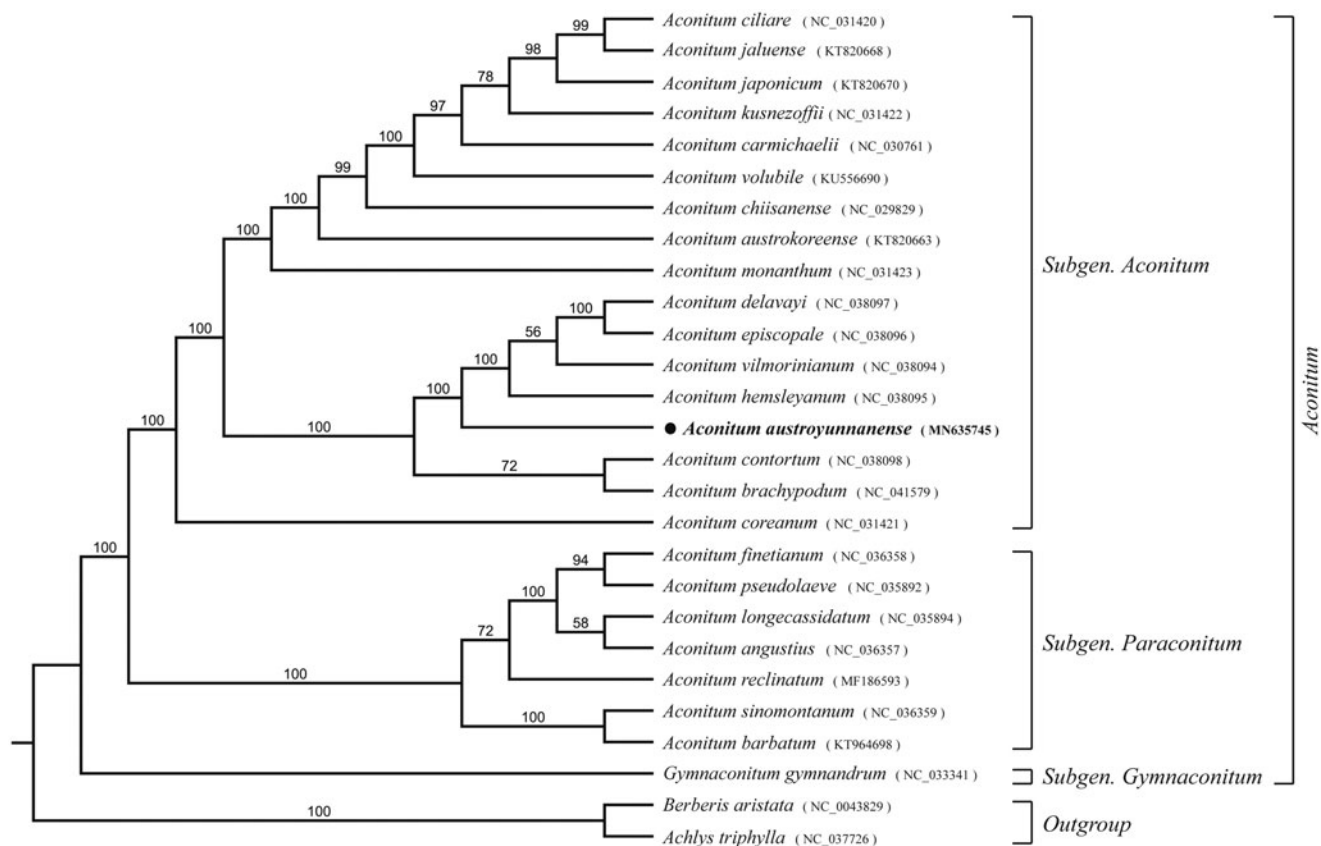 Aconitum ciliare ( NC_031420 )
99
Aconitum jaluense ( KT820668 )
98
Aconitum japonicum ( KT820670 )
78
Aconitum kusnezoffii ( NC_031422 )
97
Aconitum carmichaelii ( NC_030761 )
100
Aconitum volubile ( KU556690 )
99
Aconitum chiisanense ( NC_029829 )
100
Aconitum austrokoreense ( KT820663 )
100
Aconitum monanthum ( NC_031423 )
Subgen. Aconitum
Aconitum delavayi ( NC_038097 )
100
100
Aconitum episcopale ( NC_038096 )
56
Aconitum vilmorinianum ( NC_038094 )
100
Aconitum hemsleyanum ( NC_038095 )
100
Aconitum
100
100
● Aconitum austroyunnanense ( MN635745 )
Aconitum contortum ( NC_038098 )
72
Aconitum brachypodum ( NC_041579 )
Aconitum coreanum ( NC_031421 )
100
Aconitum finetianum ( NC_036358 )
94
Aconitum pseudolaeve ( NC_035892 )
100
Aconitum longecassidatum ( NC_035894 )
58
72
Subgen. Paraconitum
Aconitum angustius ( NC_036357 )
100
Aconitum reclinatum ( MF186593 )
Aconitum sinomontanum ( NC_036359 )
100
Aconitum barbatum ( KT964698 )
Gymnaconitum gymnandrum ( NC_033341 )
Subgen. Gymnaconitum
Berberis aristata ( NC_0043829 )
100
Outgroup
Achlys triphylla ( NC_037726 )